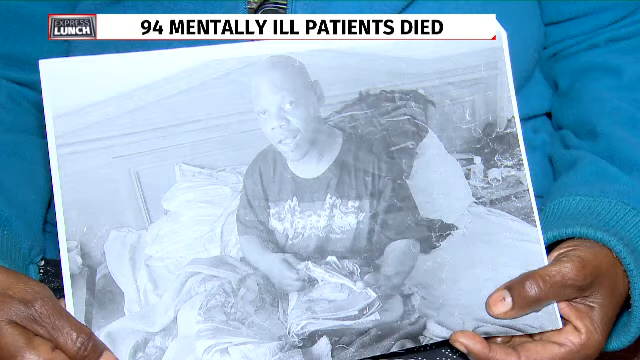 EXPRESS
LUNCH
94 MENTALLY ILL PATIENTS DIED